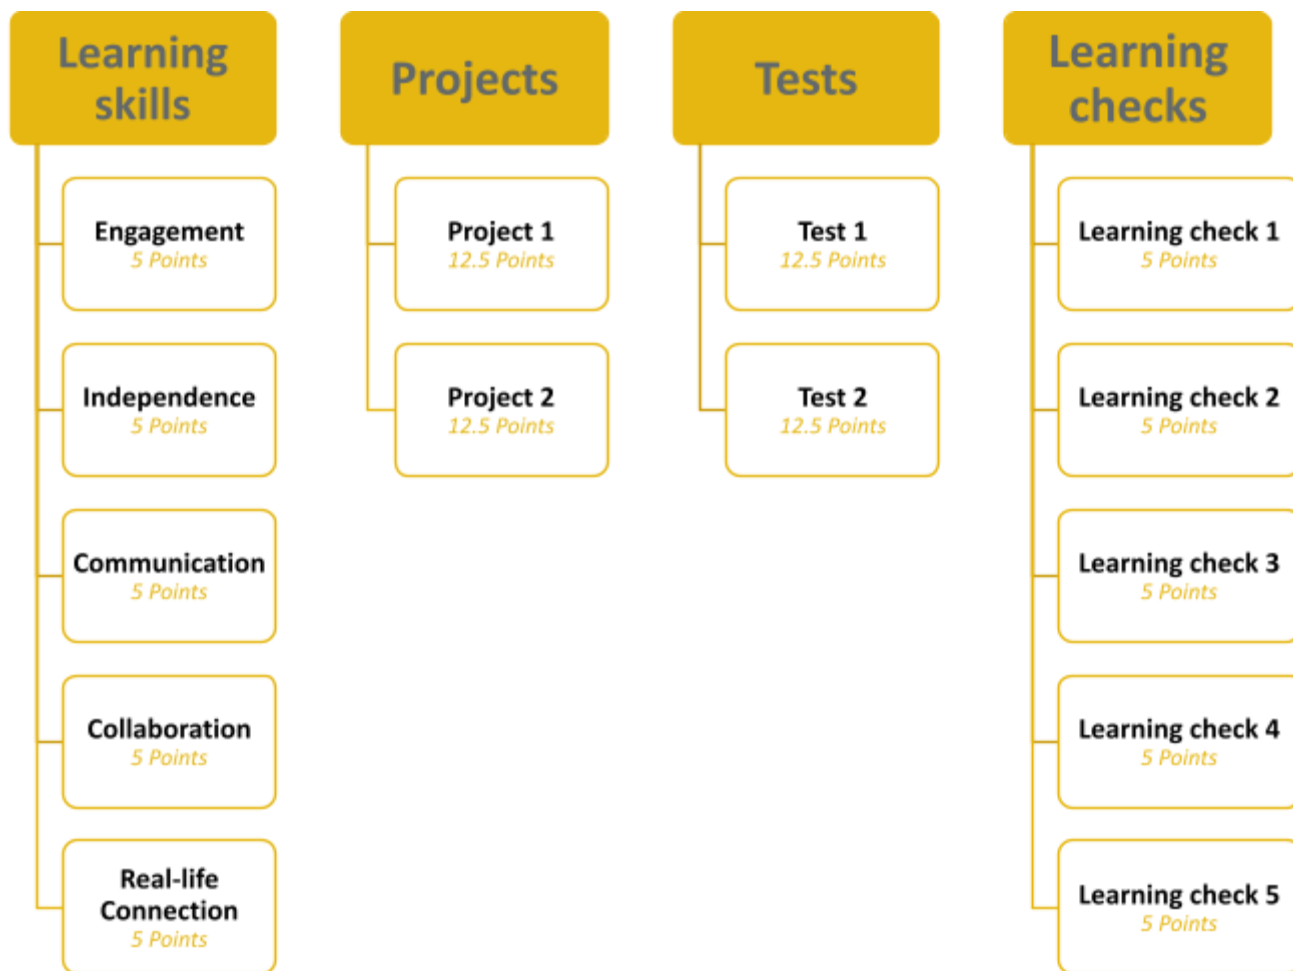 Learning
skills
Engagement
5 Points
Independence
5 Points
Communication
5 Points
Collaboration
5 Points
Real-life
Connection
5 Points
Projects
Project 1
12.5 Points
Project 2
12.5 Points
Tests
Test 1
12.5 Points
Test 2
12.5 Points
Learning
checks
Learning check 1
5 Points
Learning check 2
5 Points
Learning check 3
5 Points
Learning check 4
5 Points
Learning check 5
5 Points